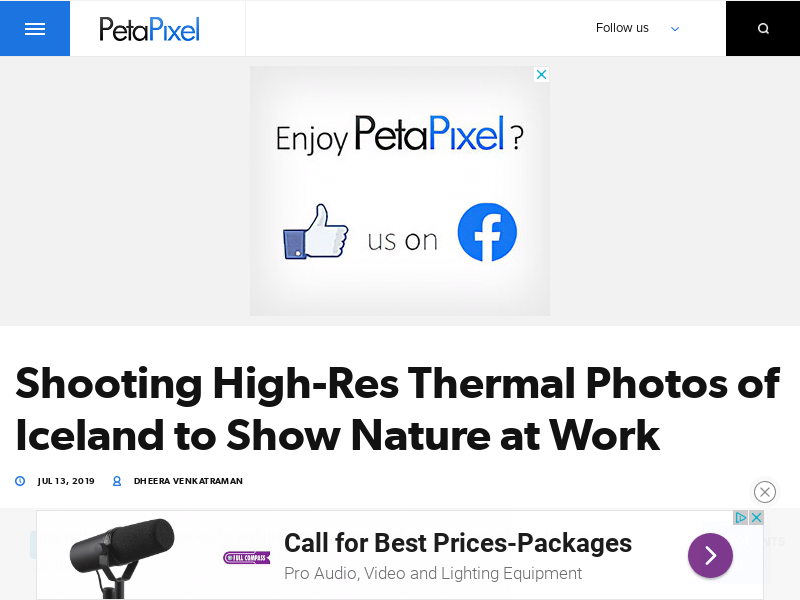 PetaPixel
Follow us
Enjoy PetaPixel?
us on
Shooting High-Res Thermal Photos of
Iceland to Show Nature at Work
JUL 13, 2019
DHEERA VENKATRAMAN
FULL COMPASS
Call for Best Prices-Packages
Pro Audio, Video and Lighting Equipment